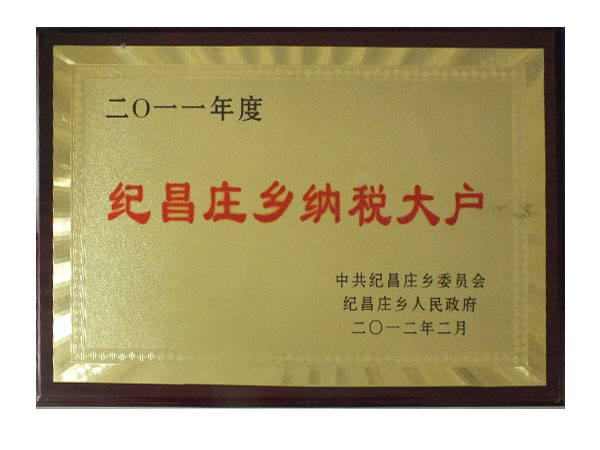 二〇一一年度
纪昌庄乡纳税大户
中共纪昌庄乡委员会
纪昌庄乡人民政府
二〇一二年二月